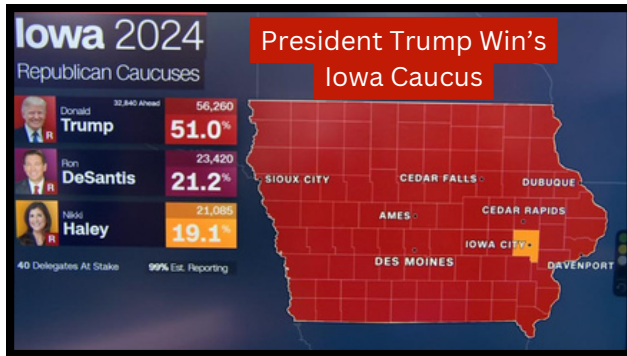 Iowa 2024
Republican Caucuses
President Trump Win’s
Iowa Caucus
Donald
Trump
R
32,840 Ahead
56,260
51.0%
Ron
DeSantis
R
23,420
21.2%
Nikki
Haley
R
21,085
19.1%
40 Delegates At Stake
99% Est. Reporting
SIOUX CITY
CEDAR FALLS
DUBUQUE
AMES
CEDAR RAPIDS
IOWA CITY
DES MOINES
DAVENPORT